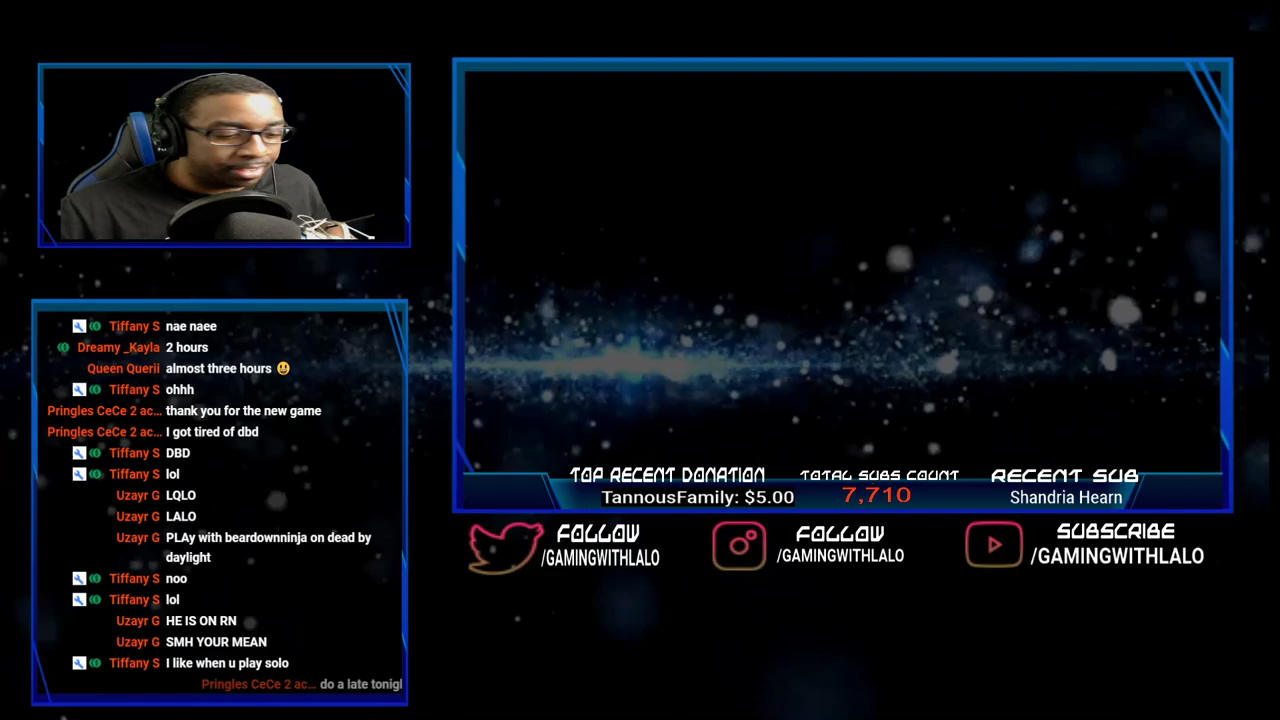 Tiffany S nae naee
Dreamy _Kayla 2 hours
Queen Querii almost three hours 😃
Tiffany S ohhh
Pringles CeCe 2 ac... thank you for the new game
Pringles CeCe 2 ac... I got tired of dbd
Tiffany S DBD
Tiffany S lol
Uzayr G LQLO
Uzayr G LALO
Uzayr G PLAy with beardownninja on dead by
daylight
Tiffany S noo
Tiffany S lol
Uzayr G HE IS ON RN
Uzayr G SMH YOUR MEAN
Tiffany S I like when u play solo
Pringles CeCe 2 ac... do a late tonigl
TOP RECENT DONATION
TannousFamily: $5.00
TOTAL SUBS COUNT
7,710
RECENT SUB
Shandria Hearn
FOLLOW
/GAMINGWITHLALO
FOLLOW
/GAMINGWITHLALO
SUBSCRIBE
/GAMINGWITHLALO